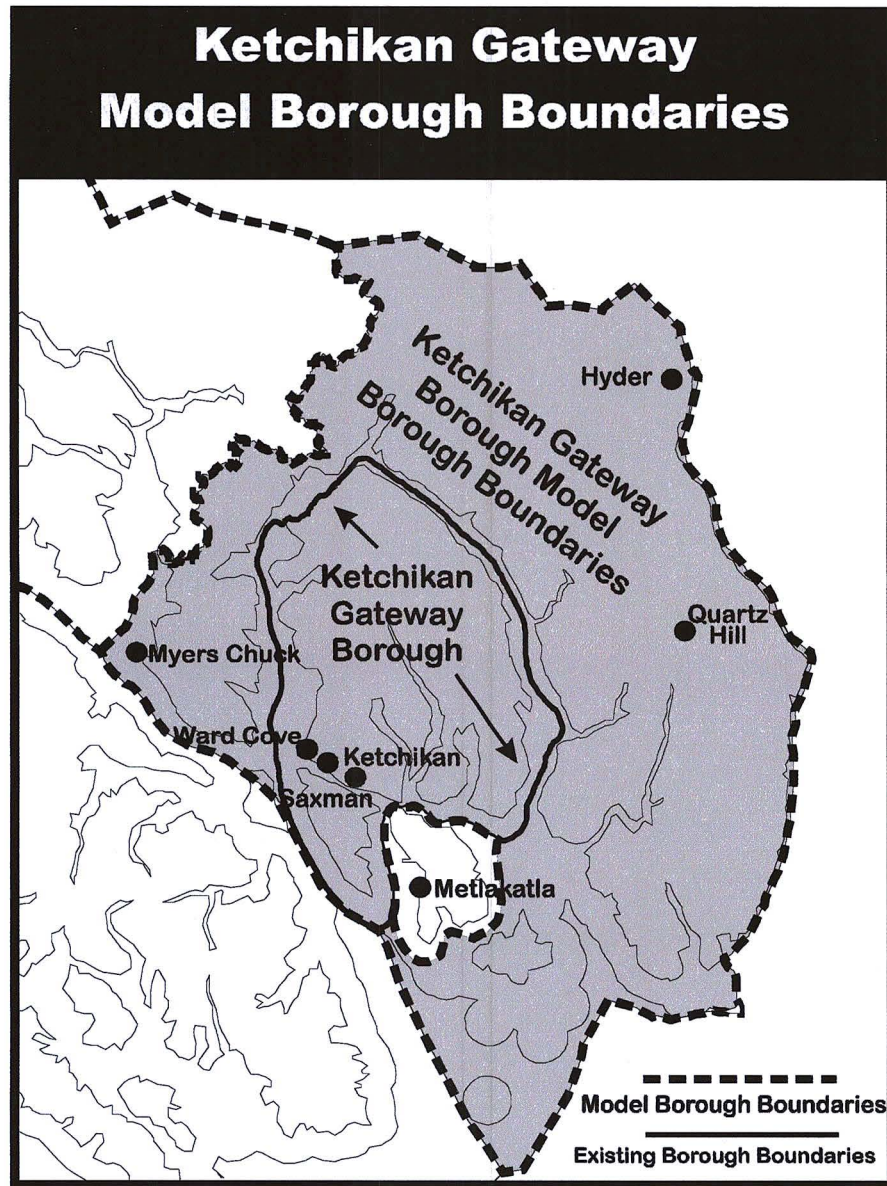 Ketchikan Gateway
Model Borough Boundaries
Hyder
Ketchikan Gateway
Borough Model
Borough Boundaries
Ketchikan
Gateway
Borough
Quartz
Hill
Myers Chuck
Ward Cove
Ketchikan
Saxman
Metlakatla
Model Borough Boundaries
Existing Borough Boundaries